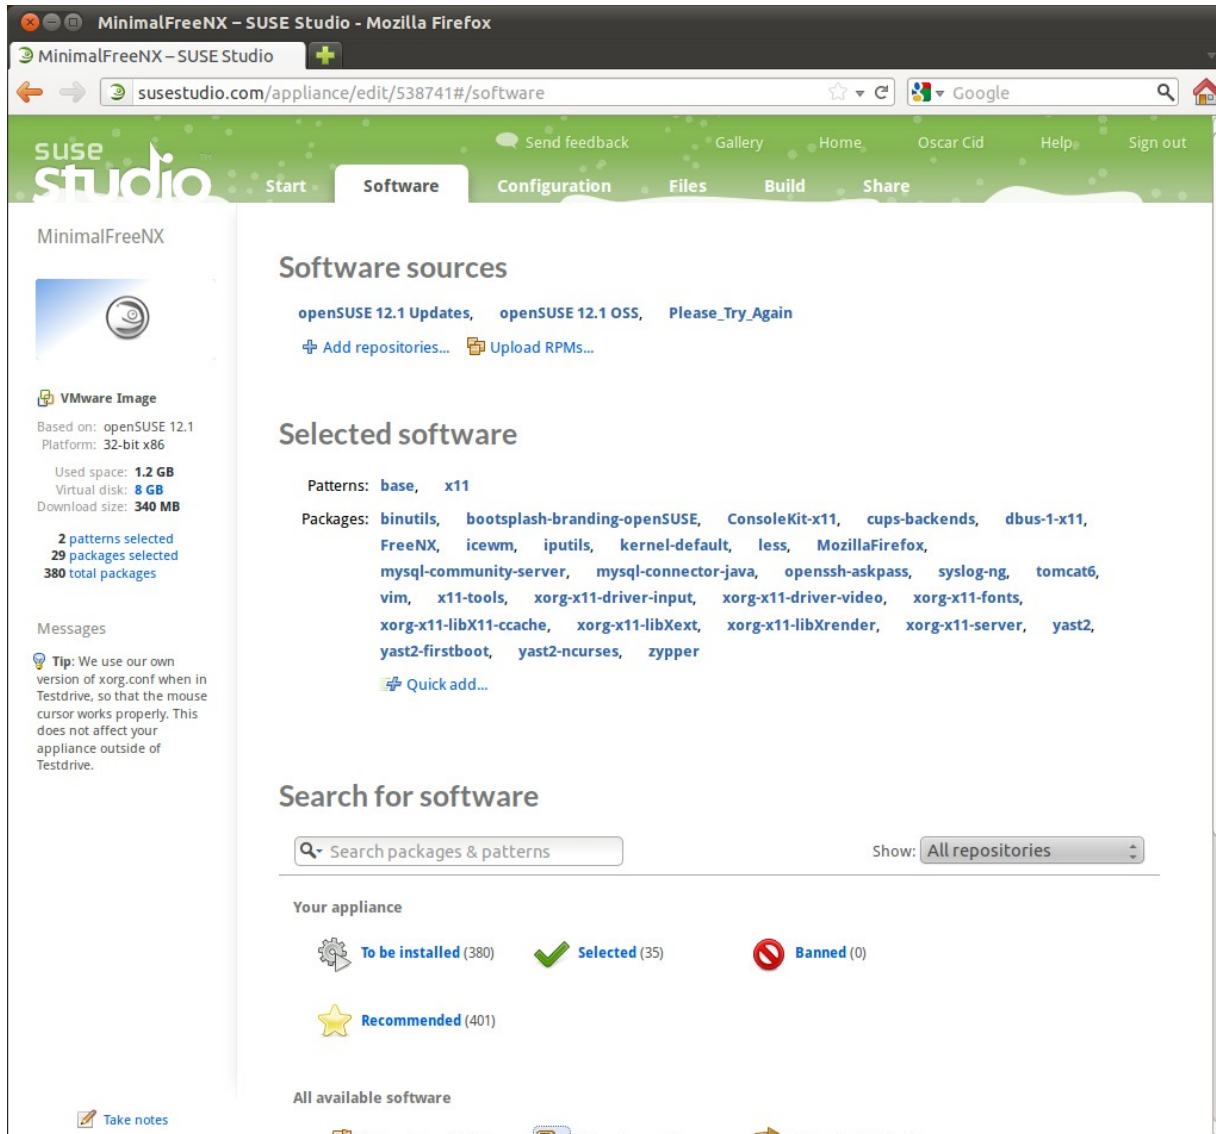 MinimalFreeNX – SUSE Studio - Mozilla Firefox
MinimalFreeNX – SUSE Studio
susestudio.com/appliance/edit/538741#/software
Google
Send feedback Gallery Home Oscar Cid Help Sign out
suse
studio
Start Software Configuration Files Build Share
MinimalFreeNX
VMware Image
Based on: openSUSE 12.1
Platform: 32-bit x86
Used space: 1.2 GB
Virtual disk: 8 GB
Download size: 340 MB
2 patterns selected
29 packages selected
380 total packages
Messages
Tip: We use our own
version of xorg.conf when in
Testdrive, so that the mouse
cursor works properly. This
does not affect your
appliance outside of
Testdrive.
Take notes
Software sources
openSUSE 12.1 Updates, openSUSE 12.1 OSS, Please_Try_Again
Add repositories... Upload RPMs...
Selected software
Patterns: base, x11
Packages: binutils, bootsplash-branding-openSUSE, ConsoleKit-x11, cups-backends, dbus-1-x11,
FreeNX, icewm, iputils, kernel-default, less, MozillaFirefox,
mysql-community-server, mysql-connector-java, openssh-askpass, syslog-ng, tomcat6,
vim, x11-tools, xorg-x11-driver-input, xorg-x11-driver-video, xorg-x11-fonts,
xorg-x11-libX11-ccache, xorg-x11-libXext, xorg-x11-libXrender, xorg-x11-server, yast2,
yast2-firstboot, yast2-ncurses, zypper
Quick add...
Search for software
Search packages & patterns
Show: All repositories
Your appliance
To be installed (380) Selected (35) Banned (0)
Recommended (401)
All available software